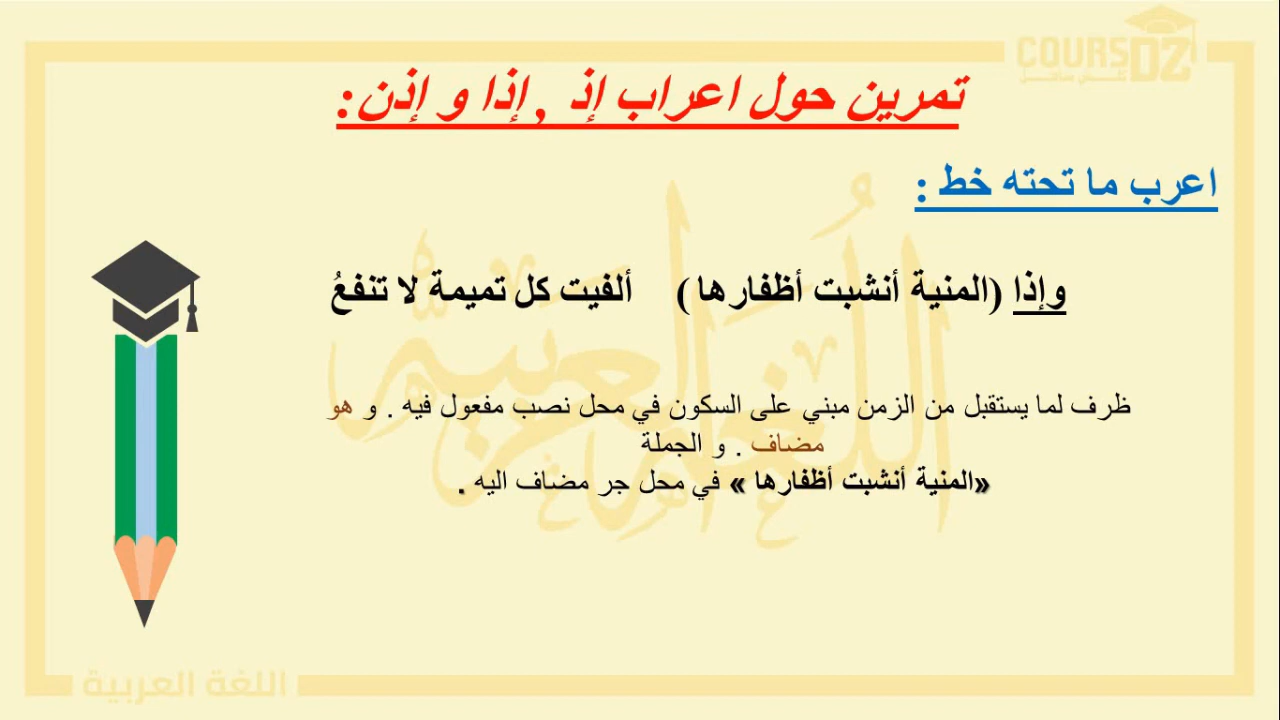 COURSDZ
تمرين حول اعراب إذ , إذا و إذن :
اعرب ما تحته خط :
وإذا (المنية أنشبت أظفارها ) ألفيت كل تميمة لا تنفعُ
ظرف لما يستقبل من الزمن مبني على السكون في محل نصب مفعول فيه . و هو
مضاف . و الجملة
«المنية أنشبت أظفارها » في محل جر مضاف اليه .
اللغة العربية
اللغة العربية